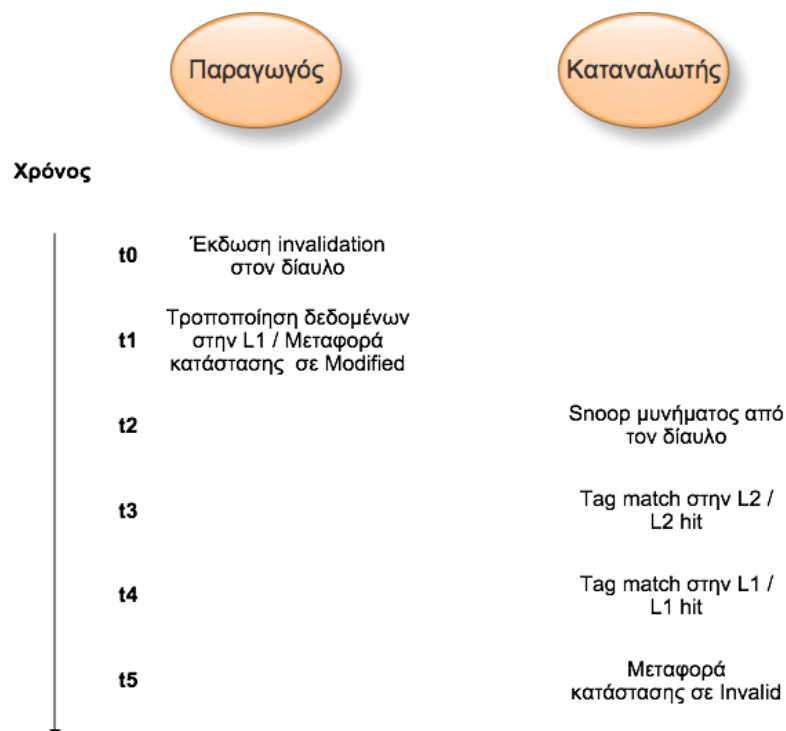 Παραγωγός
Καταναλωτής
Χρόνος
t0
Έκδωση invalidation
στον δίαυλο
t1
Τροποποίηση δεδομένων
στην L1 / Μεταφορά
κατάστασης σε Modified
t2
Snoop μυνήματος από
τον δίαυλο
t3
Tag match στην L2 /
L2 hit
t4
Tag match στην L1 /
L1 hit
t5
Μεταφορά
κατάστασης σε Invalid